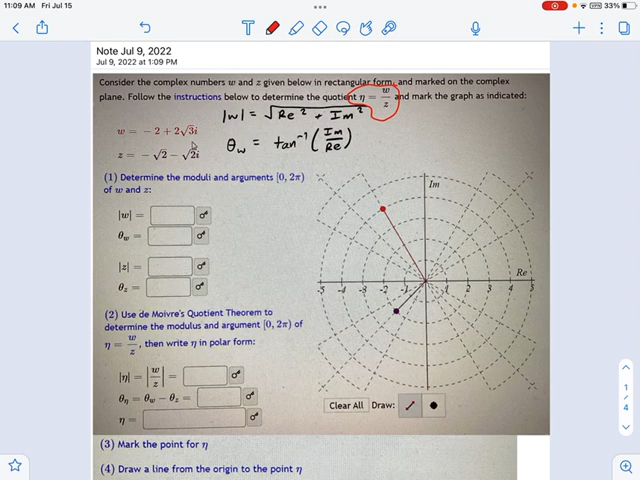 11:09 AM Fri Jul 15
33%
T
Note Jul 9, 2022
Jul 9, 2022 at 1:09 PM
Consider the complex numbers w and z given below in rectangular form, and marked on the complex
plane. Follow the instructions below to determine the quotient η = w/z and mark the graph as indicated:
|w| = √Re² + Im²
w = −2 + 2√3i
θw = tan⁻¹ (Im/Re)
z = −√2 − √2i
(1) Determine the moduli and arguments [0, 2π)
of w and z:
|w| =
θw =
|z| =
θz =
Im
Re
-5 -4 -3 -2 -1 1 2 3 4 5
(2) Use de Moivre's Quotient Theorem to
determine the modulus and argument [0, 2π) of
η = w/z, then write η in polar form:
|η| = |w/z| =
θη = θw − θz =
η =
Clear All Draw:
(3) Mark the point for η
(4) Draw a line from the origin to the point η
1
/
4